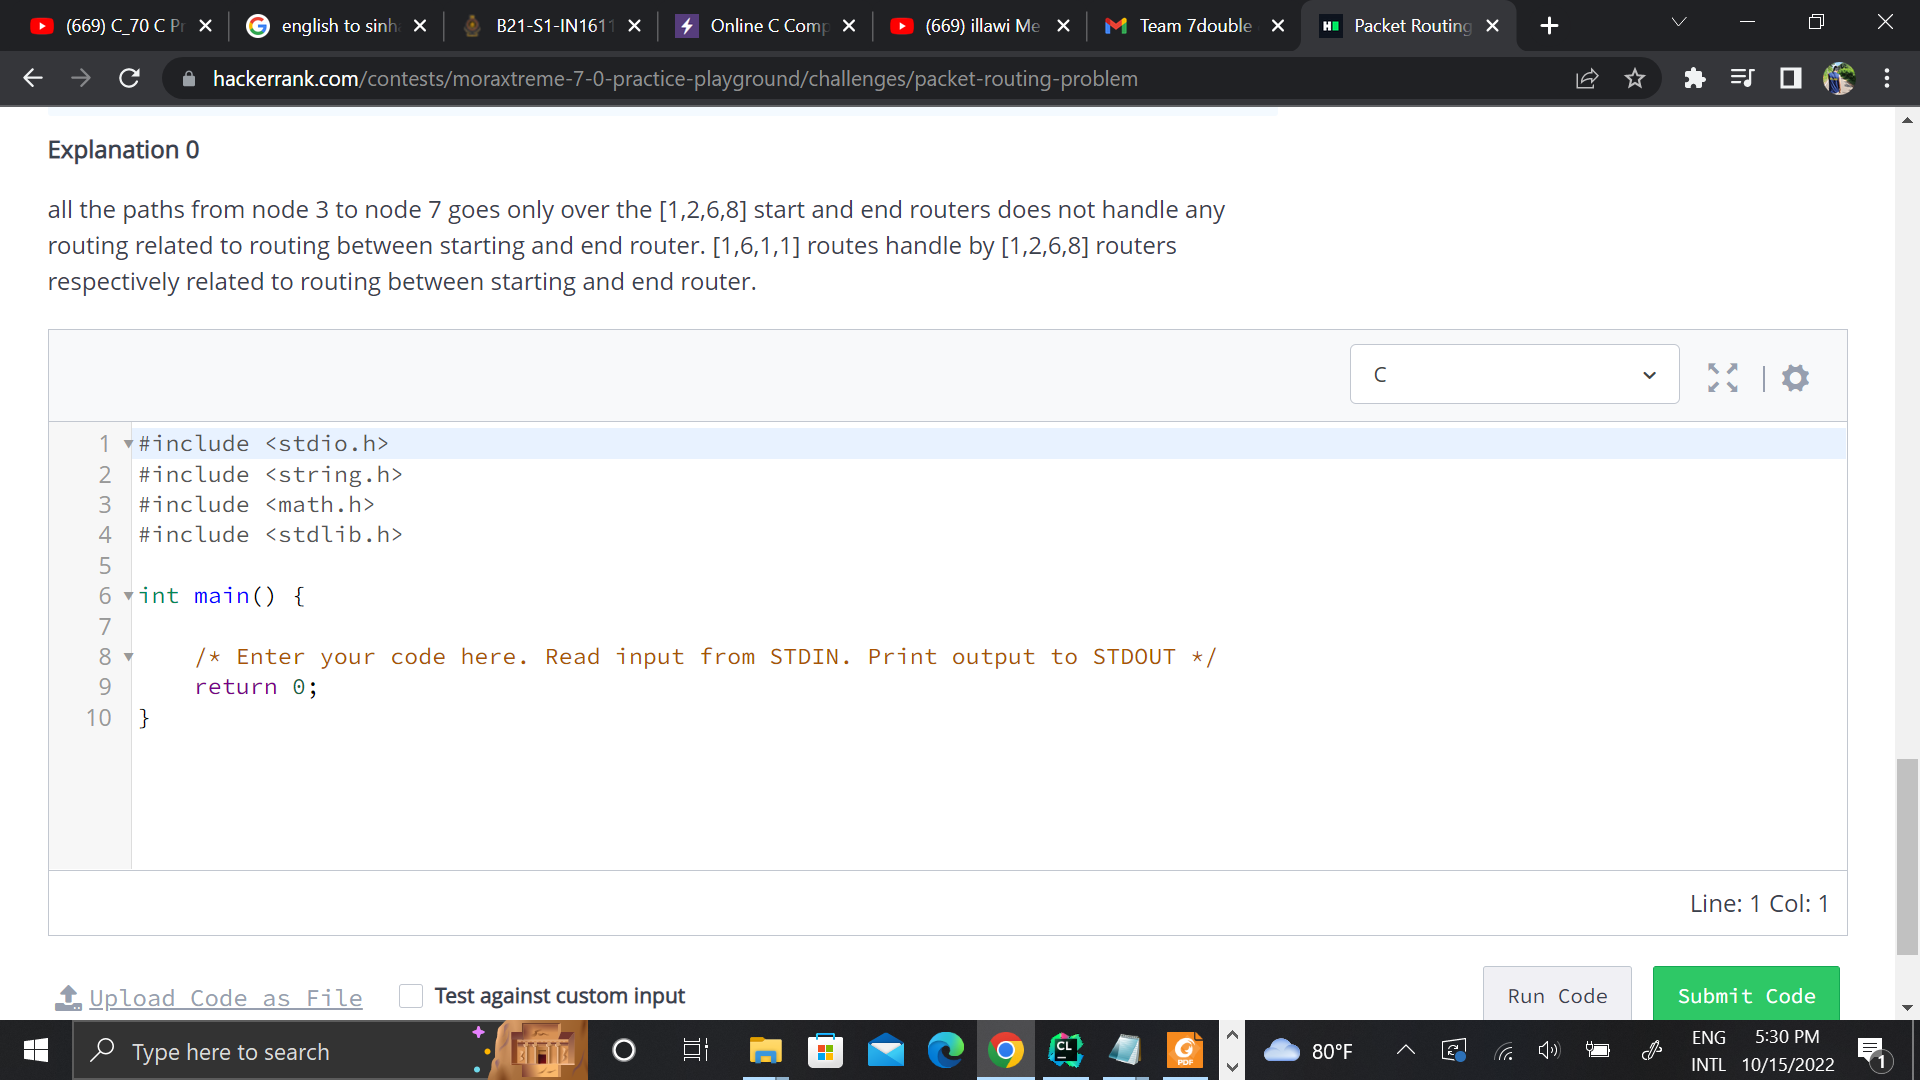 (669) C_70 C Pr
english to sinh
B21-S1-IN1611
Online C Comp
(669) illawi Me
Team 7double
Packet Routing
hackerrank.com/contests/moraxtreme-7-0-practice-playground/challenges/packet-routing-problem
Explanation 0
all the paths from node 3 to node 7 goes only over the [1,2,6,8] start and end routers does not handle any
routing related to routing between starting and end router. [1,6,1,1] routes handle by [1,2,6,8] routers
respectively related to routing between starting and end router.
C
1 #include <stdio.h>
2 #include <string.h>
3 #include <math.h>
4 #include <stdlib.h>
5
6 int main() {
7
8 /* Enter your code here. Read input from STDIN. Print output to STDOUT */
9 return 0;
10 }
Line: 1 Col: 1
Upload Code as File
Test against custom input
Run Code
Submit Code
Type here to search
CL
PDF
80°F
ENG
INTL
5:30 PM
10/15/2022
1